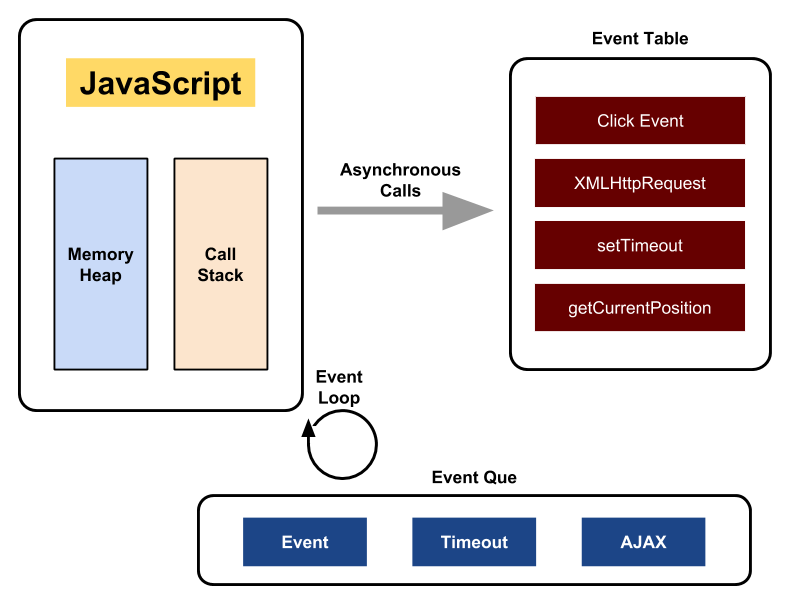 Event Table
JavaScript
Click Event
XMLHttpRequest
setTimeout
getCurrentPosition
Asynchronous
Calls
Memory
Heap
Call
Stack
Event
Loop
Event Que
Event
Timeout
AJAX